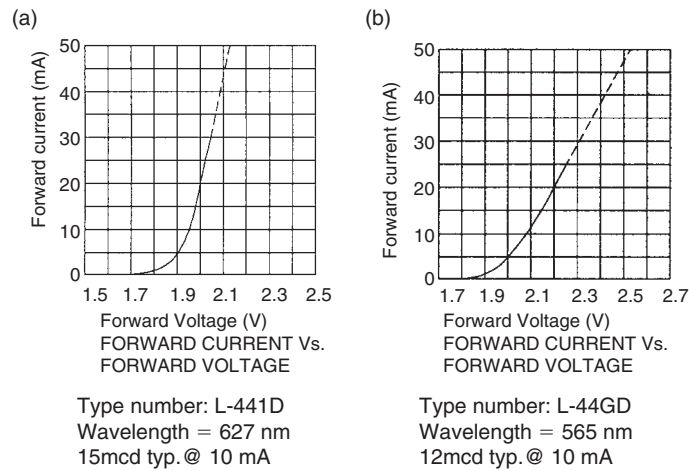 (a)
Forward current (mA)
50
40
30
20
10
0
1.5 1.7 1.9 2.1 2.3 2.5
Forward Voltage (V)
FORWARD CURRENT Vs.
FORWARD VOLTAGE
Type number: L-441D
Wavelength = 627 nm
15mcd typ.@ 10 mA
(b)
Forward current (mA)
50
40
30
20
10
0
1.7 1.9 2.1 2.3 2.5 2.7
Forward Voltage (V)
FORWARD CURRENT Vs.
FORWARD VOLTAGE
Type number: L-44GD
Wavelength = 565 nm
12mcd typ.@ 10 mA